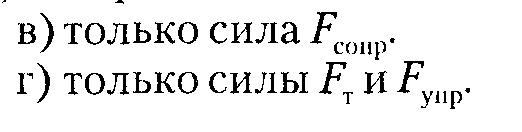 в) только сила Fсопр.
г) только силы Fт и Fупр.